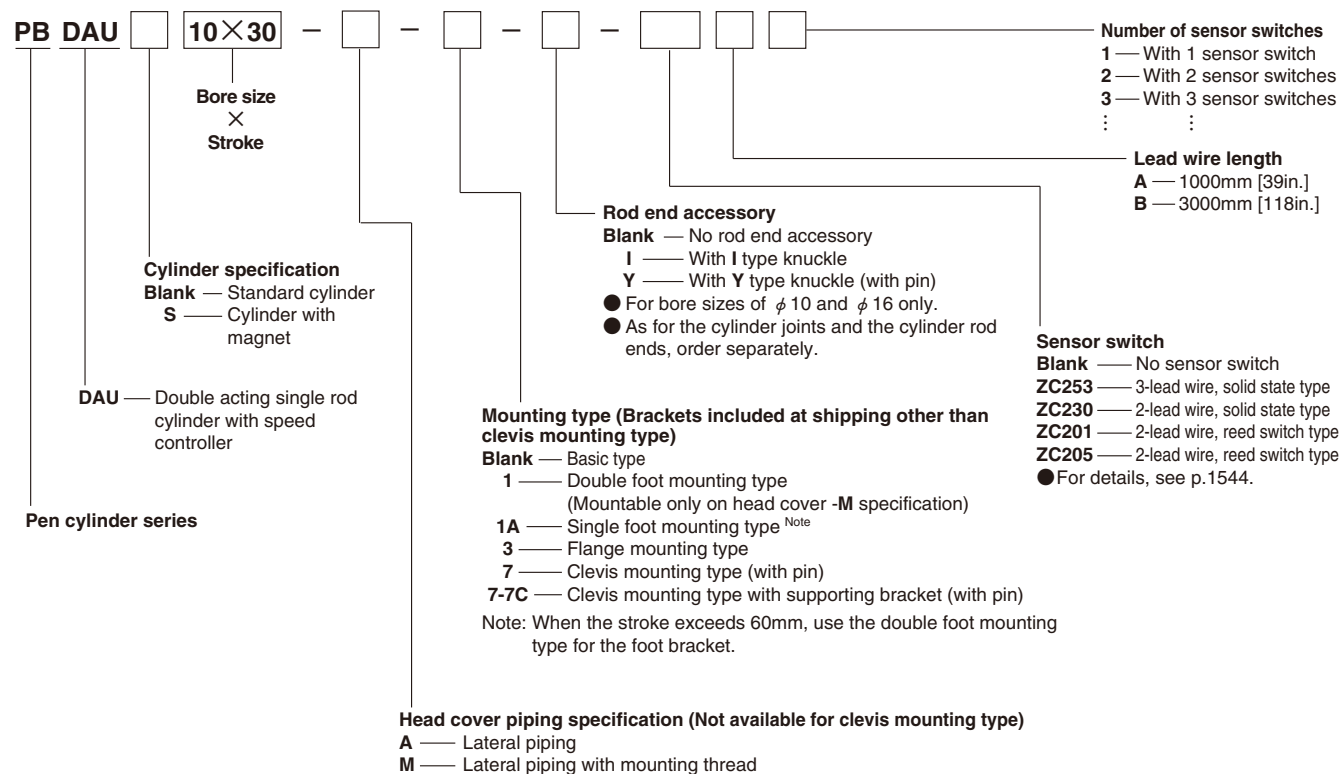 PB DAU 10×30 – – – –
Number of sensor switches
1 — With 1 sensor switch
2 — With 2 sensor switches
3 — With 3 sensor switches
⋮ ⋮
Bore size
×
Stroke
Lead wire length
A — 1000mm [39in.]
B — 3000mm [118in.]
Rod end accessory
Blank — No rod end accessory
I — With I type knuckle
Y — With Y type knuckle (with pin)
● For bore sizes of ϕ 10 and ϕ 16 only.
● As for the cylinder joints and the cylinder rod
ends, order separately.
Cylinder specification
Blank — Standard cylinder
S — Cylinder with
magnet
Sensor switch
Blank — No sensor switch
ZC253 — 3-lead wire, solid state type
ZC230 — 2-lead wire, solid state type
ZC201 — 2-lead wire, reed switch type
ZC205 — 2-lead wire, reed switch type
●For details, see p.1544.
DAU — Double acting single rod
cylinder with speed
controller
Mounting type (Brackets included at shipping other than
clevis mounting type)
Blank — Basic type
1 — Double foot mounting type
(Mountable only on head cover -M specification)
1A — Single foot mounting type Note
3 — Flange mounting type
7 — Clevis mounting type (with pin)
7-7C — Clevis mounting type with supporting bracket (with pin)
Note: When the stroke exceeds 60mm, use the double foot mounting
type for the foot bracket.
Pen cylinder series
Head cover piping specification (Not available for clevis mounting type)
A — Lateral piping
M — Lateral piping with mounting thread